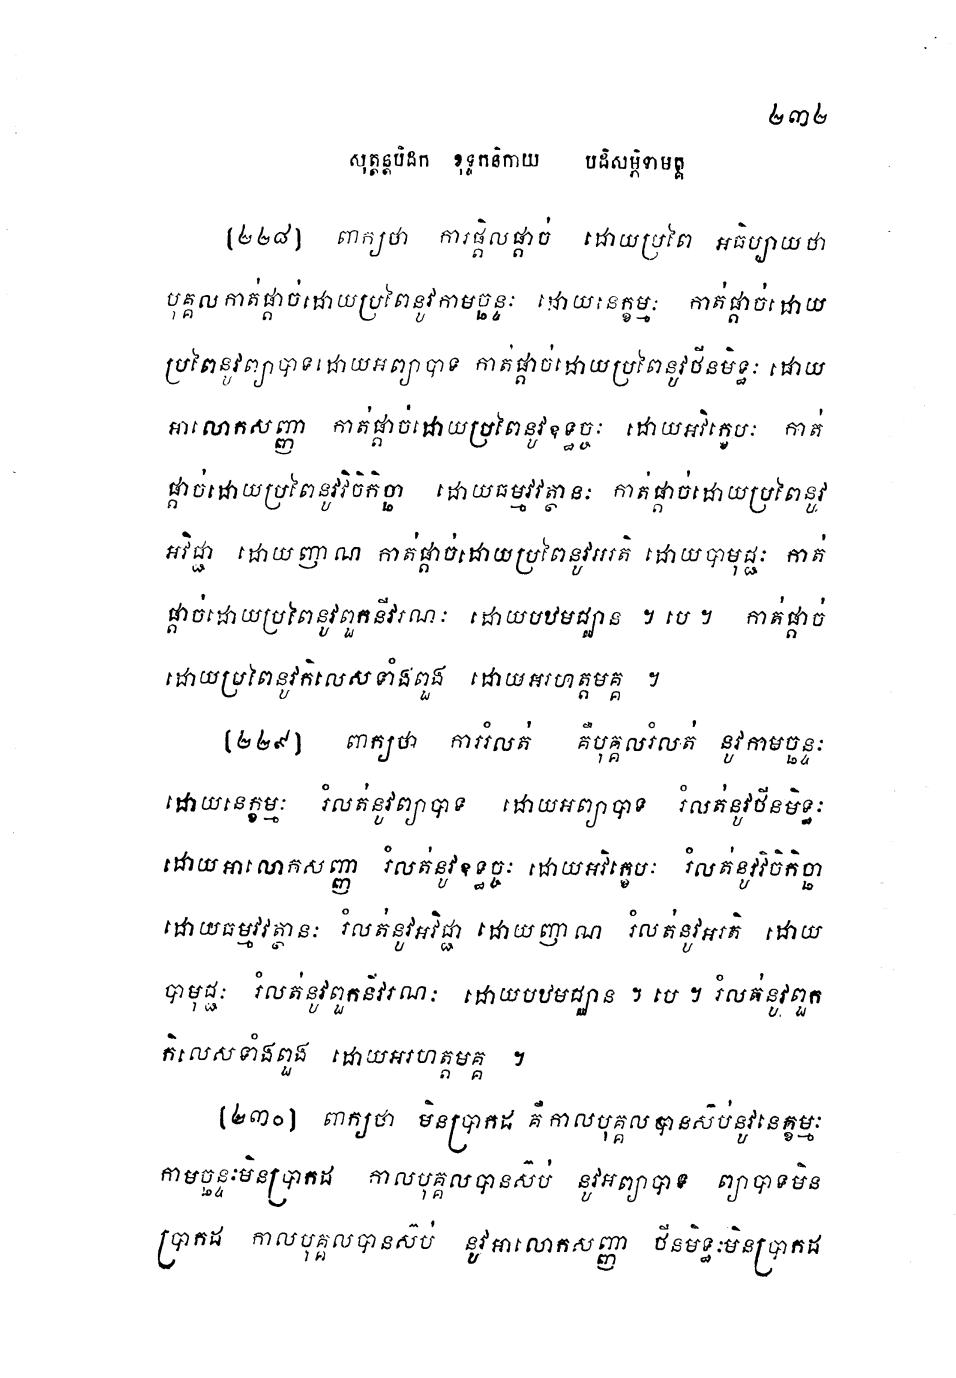 ២៣២
សុត្តន្តបិដក ខុទ្ទកនិកាយ បដិសម្ភិទាមគ្គ
(២២៨) ពាក្យថា ការផ្តិលផ្តាច់ ដោយប្រពៃ អធិប្បាយថា
បុគ្គលកាត់ផ្តាច់ដោយប្រពៃនូវកាមច្ឆន្ទៈ ដោយនេក្ខម្មៈ កាត់ផ្តាច់ដោយ
ប្រពៃនូវព្យាបាទដោយអព្យាបាទ កាត់ផ្តាច់ដោយប្រពៃនូវថីនមិទ្ធៈ ដោយ
អាលោកសញ្ញា កាត់ផ្តាច់ដោយប្រពៃនូវឧទ្ធច្ចៈ ដោយអវិក្ខេបៈ កាត់
ផ្តាច់ដោយប្រពៃនូវវិចិកិច្ឆា ដោយធម្មវវត្ថានៈ កាត់ផ្តាច់ដោយប្រពៃនូវ
អវិជ្ជា ដោយញាណ កាត់ផ្តាច់ដោយប្រពៃនូវអរតិ ដោយបាមុជ្ជៈ កាត់
ផ្តាច់ដោយប្រពៃនូវពួកនីវរណៈ ដោយបឋមជ្ឈាន ។ បេ ។ កាត់ផ្តាច់
ដោយប្រពៃនូវកិលេសទាំងពួង ដោយអរហត្តមគ្គ ។
(២២៩) ពាក្យថា ការរំលត់ គឺបុគ្គលរំលត់ នូវកាមច្ឆន្ទៈ
ដោយនេក្ខម្មៈ រំលត់នូវព្យាបាទ ដោយអព្យាបាទ រំលត់នូវថីនមិទ្ធៈ
ដោយអាលោកសញ្ញា រំលត់នូវឧទ្ធច្ចៈ ដោយអវិក្ខេបៈ រំលត់នូវវិចិកិច្ឆា
ដោយធម្មវវត្ថានៈ រំលត់នូវអវិជ្ជា ដោយញាណ រំលត់នូវអរតិ ដោយ
បាមុជ្ជៈ រំលត់នូវពួកនីវរណៈ ដោយបឋមជ្ឈាន ។ បេ ។ រំលត់នូវពួក
កិលេសទាំងពួង ដោយអរហត្តមគ្គ ។
(២៣០) ពាក្យថា មិនប្រាកដ គឺកាលបុគ្គលបានស៊ប់នូវនេក្ខម្មៈ
កាមច្ឆន្ទៈមិនប្រាកដ កាលបុគ្គលបានស៊ប់ នូវអព្យាបាទ ព្យាបាទមិន
ប្រាកដ កាលបុគ្គលបានស៊ប់ នូវអាលោកសញ្ញា ថីនមិទ្ធៈមិនប្រាកដ